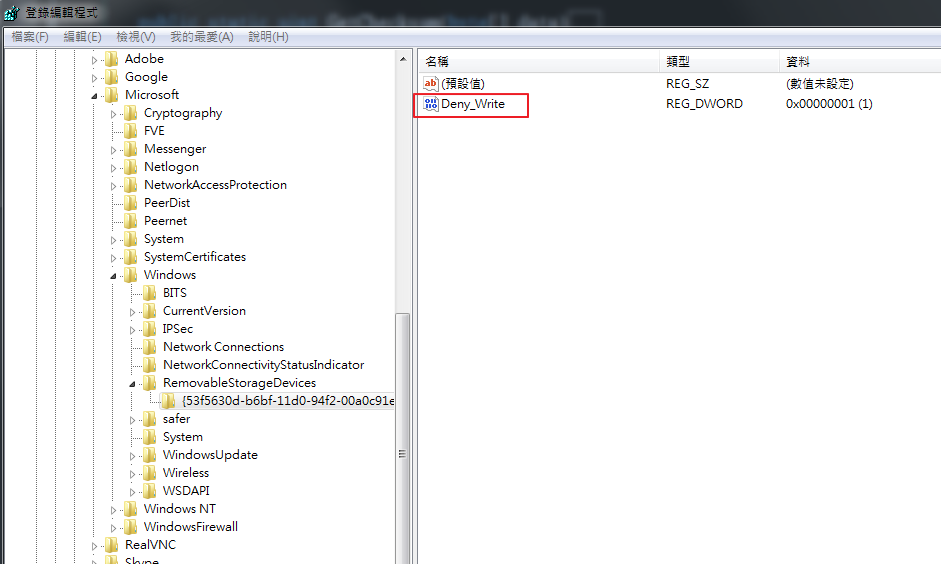 登錄編輯程式
檔案(F) 編輯(E) 檢視(V) 我的最愛(A) 說明(H)
Adobe
Google
Microsoft
Cryptography
FVE
Messenger
Netlogon
NetworkAccessProtection
PeerDist
Peernet
System
SystemCertificates
Windows
BITS
CurrentVersion
IPSec
Network Connections
NetworkConnectivityStatusIndicator
RemovableStorageDevices
{53f5630d-b6bf-11d0-94f2-00a0c91e
safer
System
WindowsUpdate
Wireless
WSDAPI
Windows NT
WindowsFirewall
RealVNC
Skype
名稱 類型 資料
(預設值) REG_SZ (數值未設定)
Deny_Write REG_DWORD 0x00000001 (1)